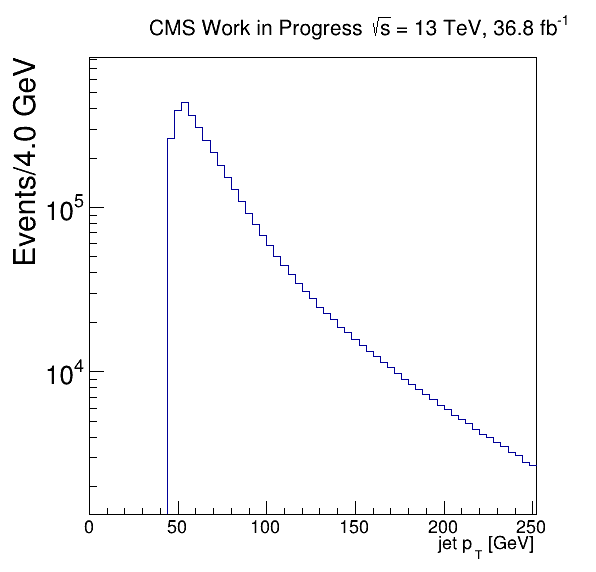 CMS Work in Progress √s = 13 TeV, 36.8 fb⁻¹
Events/4.0 GeV
10⁵
10⁴
0 50 100 150 200 250
jet p_T [GeV]